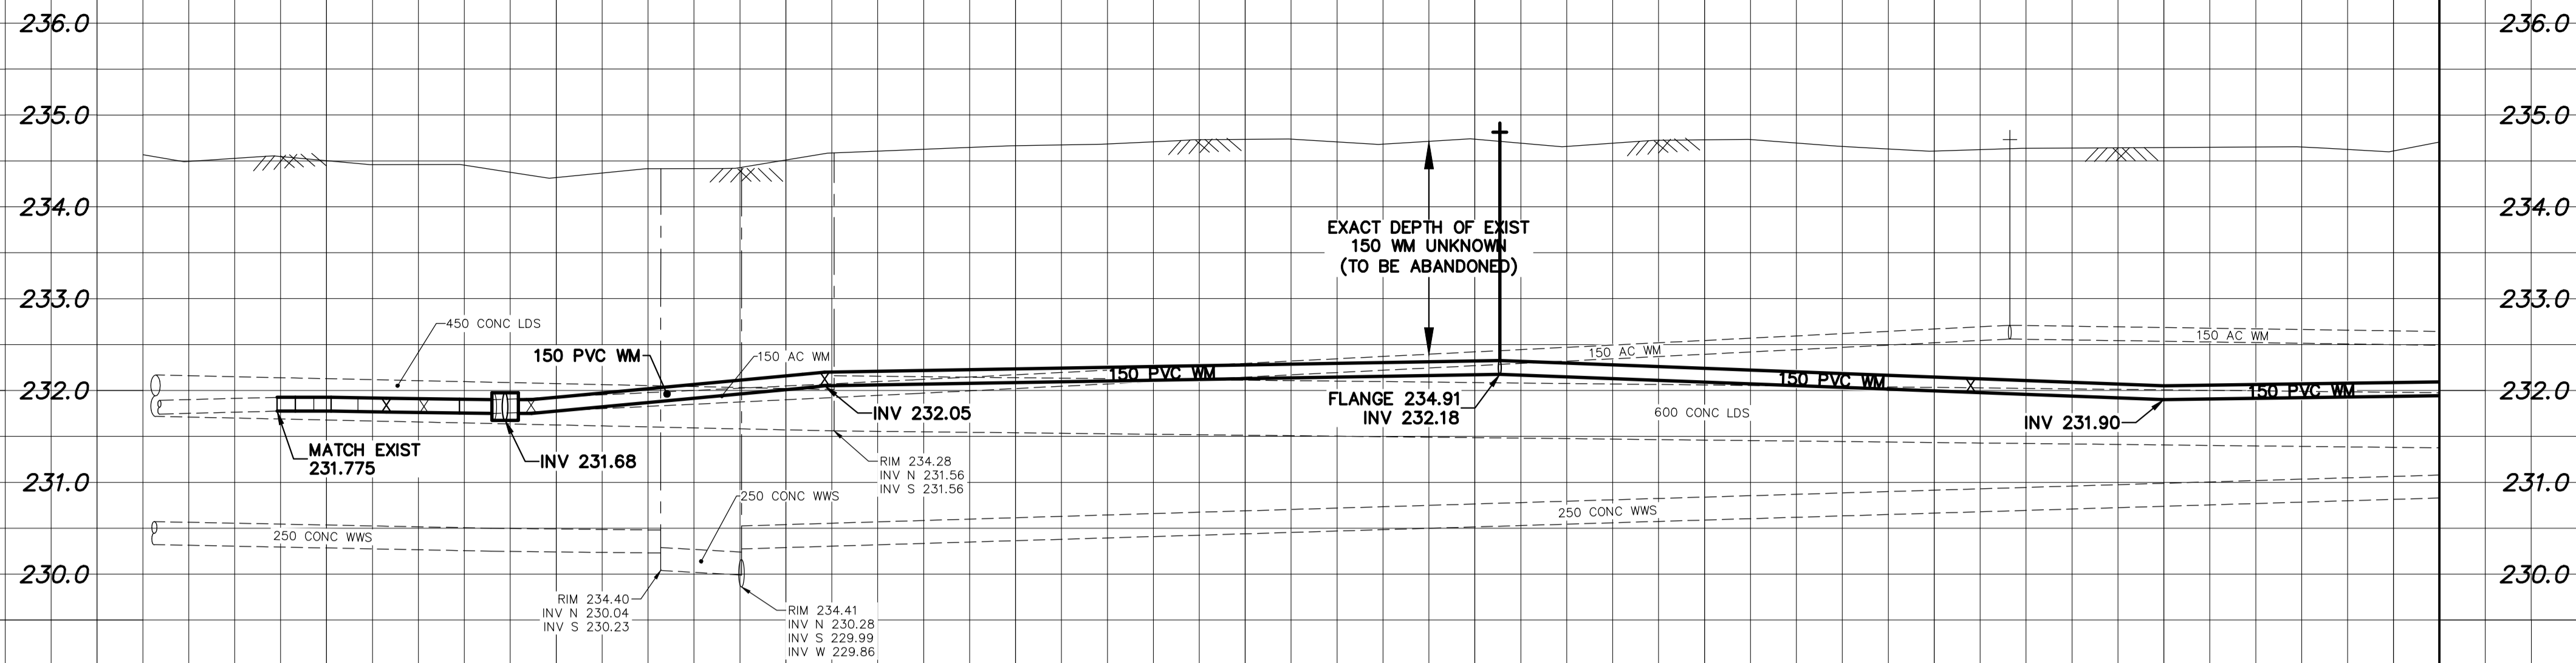 236.0
236.0
235.0
235.0
234.0
234.0
EXACT DEPTH OF EXIST
150 WM UNKNOWN
(TO BE ABANDONED)
233.0
233.0
450 CONC LDS
150 PVC WM
150 AC WM
150 AC WM
150 AC WM
232.0
232.0
150 PVC WM
150 PVC WM
150 PVC WM
INV 232.05
FLANGE 234.91
INV 232.18
600 CONC LDS
INV 231.90
MATCH EXIST
231.775
INV 231.68
RIM 234.28
INV N 231.56
INV S 231.56
231.0
231.0
250 CONC WWS
250 CONC WWS
250 CONC WWS
230.0
230.0
RIM 234.40
INV N 230.04
INV S 230.23
RIM 234.41
INV N 230.28
INV S 229.99
INV W 229.86